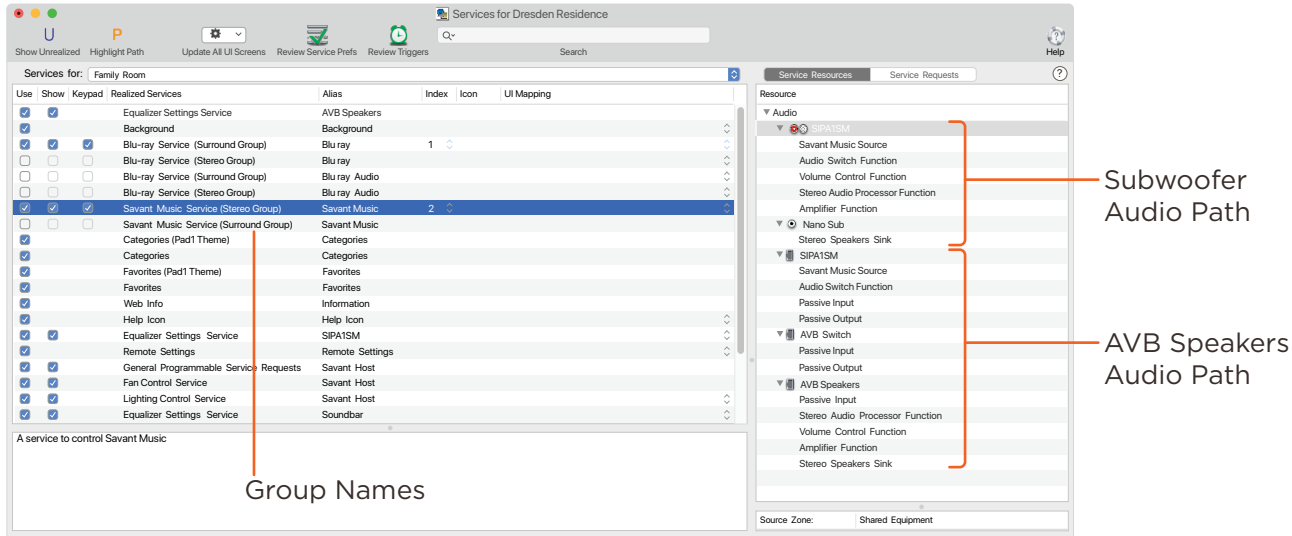 Services for Dresden Residence
U P
Show Unrealized Highlight Path Update All UI Screens Review Service Prefs Review Triggers Search Help
Services for: Family Room Service Resources Service Requests ?
Use Show Keypad Realized Services Alias Index Icon UI Mapping Resource
Equalizer Settings Service AVB Speakers
Background Background
Blu-ray Service (Surround Group) Blu ray 1
Blu-ray Service (Stereo Group) Blu ray
Blu-ray Service (Surround Group) Blu ray Audio
Blu-ray Service (Stereo Group) Blu ray Audio
Savant Music Service (Stereo Group) Savant Music 2
Savant Music Service (Surround Group) Savant Music
Categories (Pad1 Theme) Categories
Categories Categories
Favorites (Pad1 Theme) Favorites
Favorites Favorites
Web Info Information
Help Icon Help Icon
Equalizer Settings Service SIPA1SM
Remote Settings Remote Settings
General Programmable Service Requests Savant Host
Fan Control Service Savant Host
Lighting Control Service Savant Host
Equalizer Settings Service Soundbar
A service to control Savant Music
Group Names
Audio
SIPA1SM
Savant Music Source
Audio Switch Function
Volume Control Function
Stereo Audio Processor Function
Amplifier Function
Nano Sub
Stereo Speakers Sink
SIPA1SM
Savant Music Source
Audio Switch Function
Passive Input
Passive Output
AVB Switch
Passive Input
Passive Output
AVB Speakers
Passive Input
Stereo Audio Processor Function
Volume Control Function
Amplifier Function
Stereo Speakers Sink
Source Zone: Shared Equipment
Subwoofer
Audio Path
AVB Speakers
Audio Path